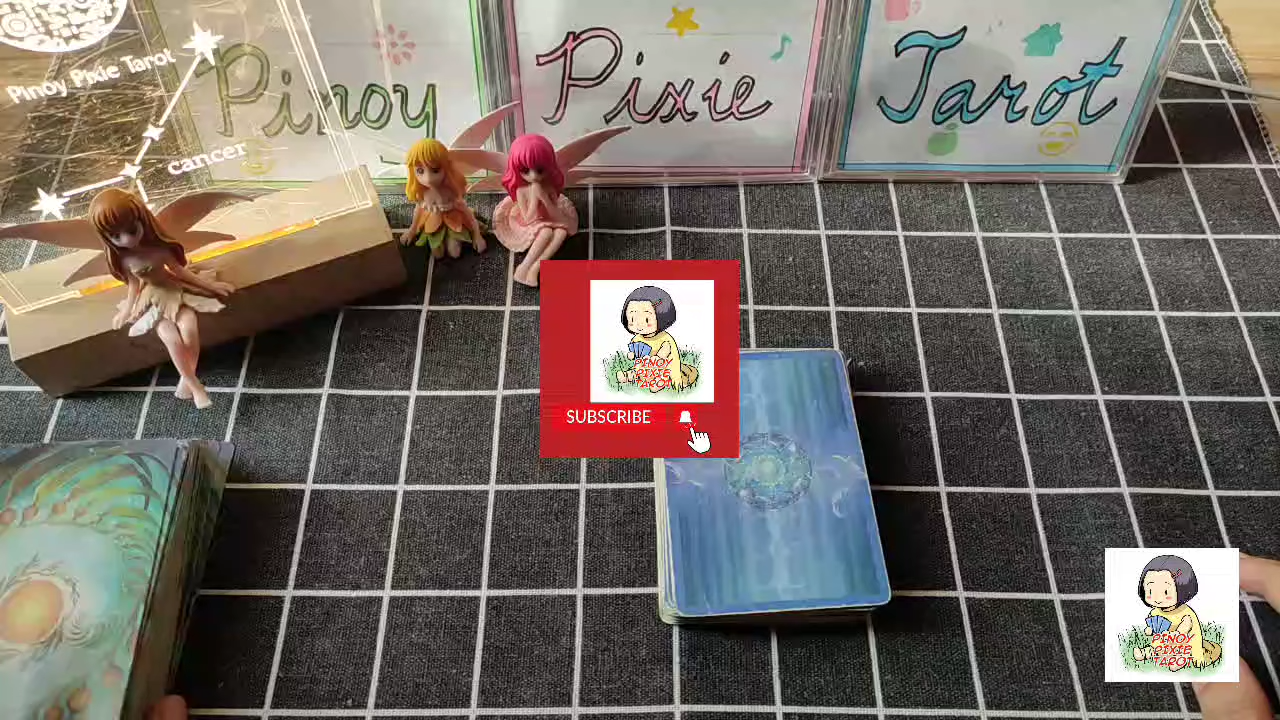 Pinoy Pixie Tarot
cancer
Pinoy
Pixie
Tarot
PINOY
PIXIE
TAROT
SUBSCRIBE
PINOY
PIXIE
TAROT